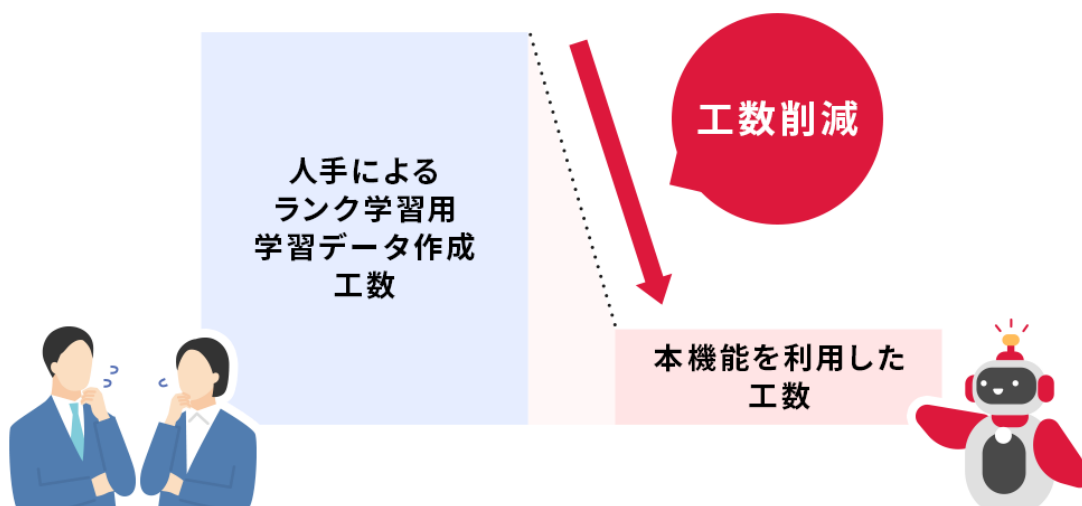 人手による
ランク学習用
学習データ作成
工数
工数削減
本機能を利用した
工数